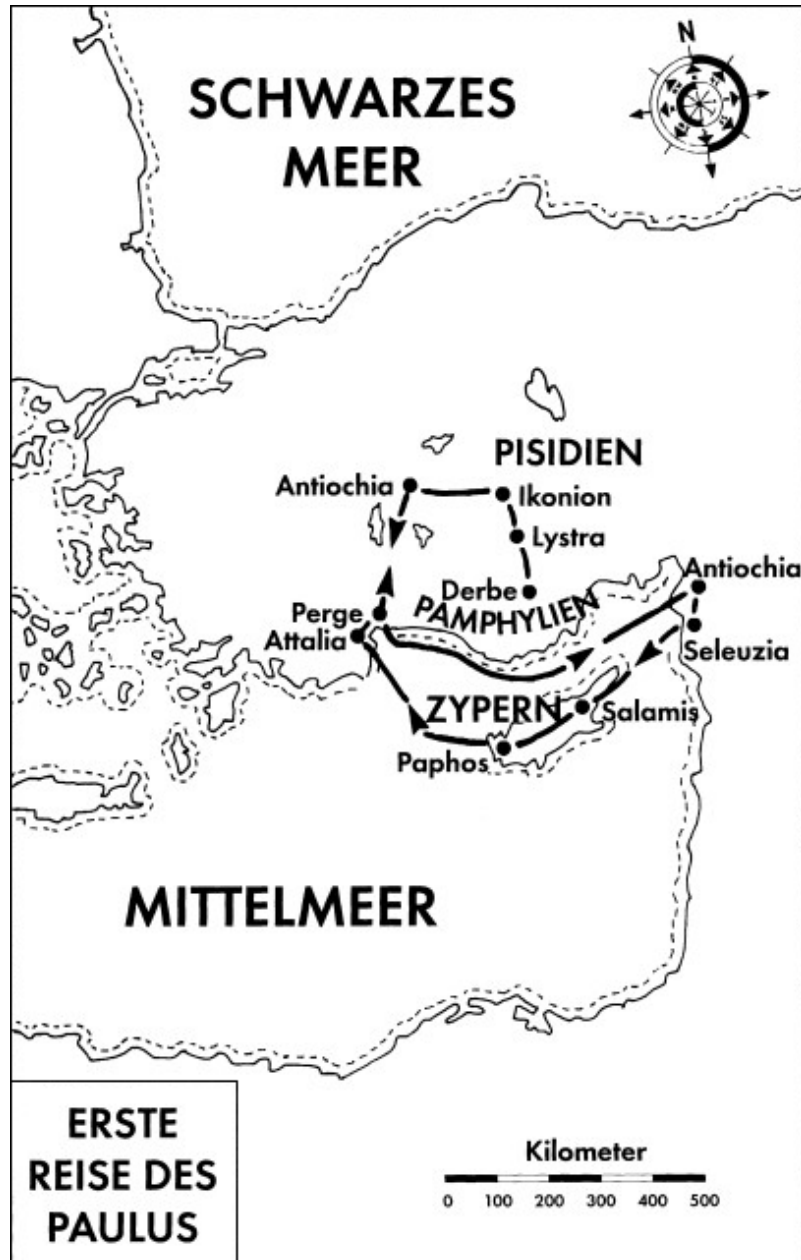 N
SCHWARZES
MEER
PISIDIEN
Antiochia
Ikonion
Lystra
Derbe
Antiochia
PAMPHYLIEN
Perge
Attalia
Seleuzia
ZYPERN
Salamis
Paphos
MITTELMEER
ERSTE
REISE DES
PAULUS
Kilometer
0 100 200 300 400 500